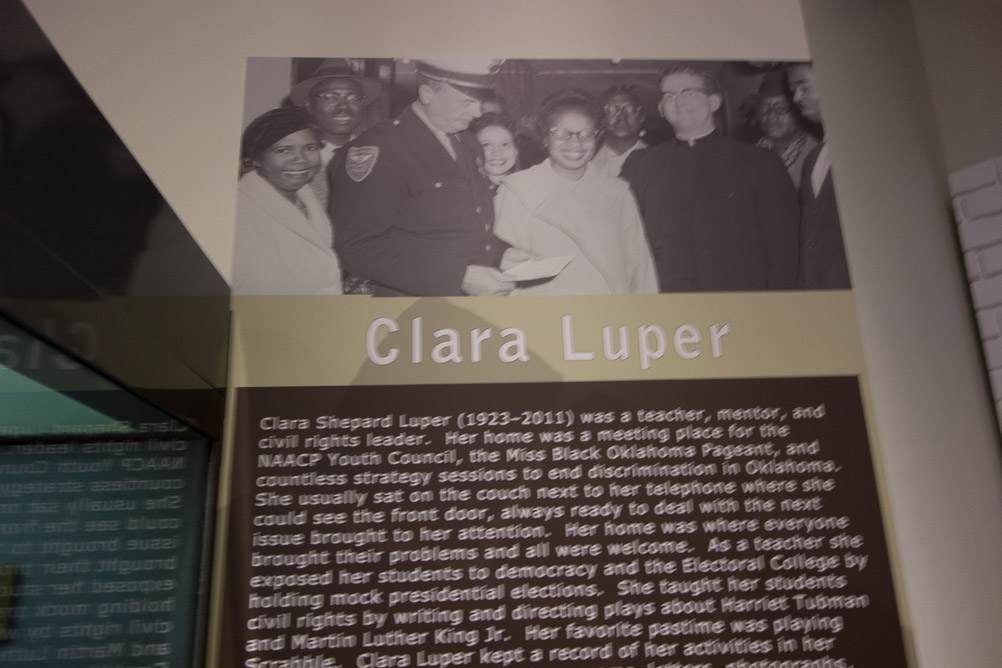 Clara Luper
Clara Shepard Luper (1923–2011) was a teacher, mentor, and
civil rights leader. Her home was a meeting place for the
NAACP Youth Council, the Miss Black Oklahoma Pageant, and
countless strategy sessions to end discrimination in Oklahoma.
She usually sat on the couch next to her telephone where she
could see the front door, always ready to deal with the next
issue brought to her attention. Her home was where everyone
brought their problems and all were welcome. As a teacher she
exposed her students to democracy and the Electoral College by
holding mock presidential elections. She taught her students
civil rights by writing and directing plays about Harriet Tubman
and Martin Luther King Jr. Her favorite pastime was playing
Scrabble. Clara Luper kept a record of her activities in her
letters, photographs